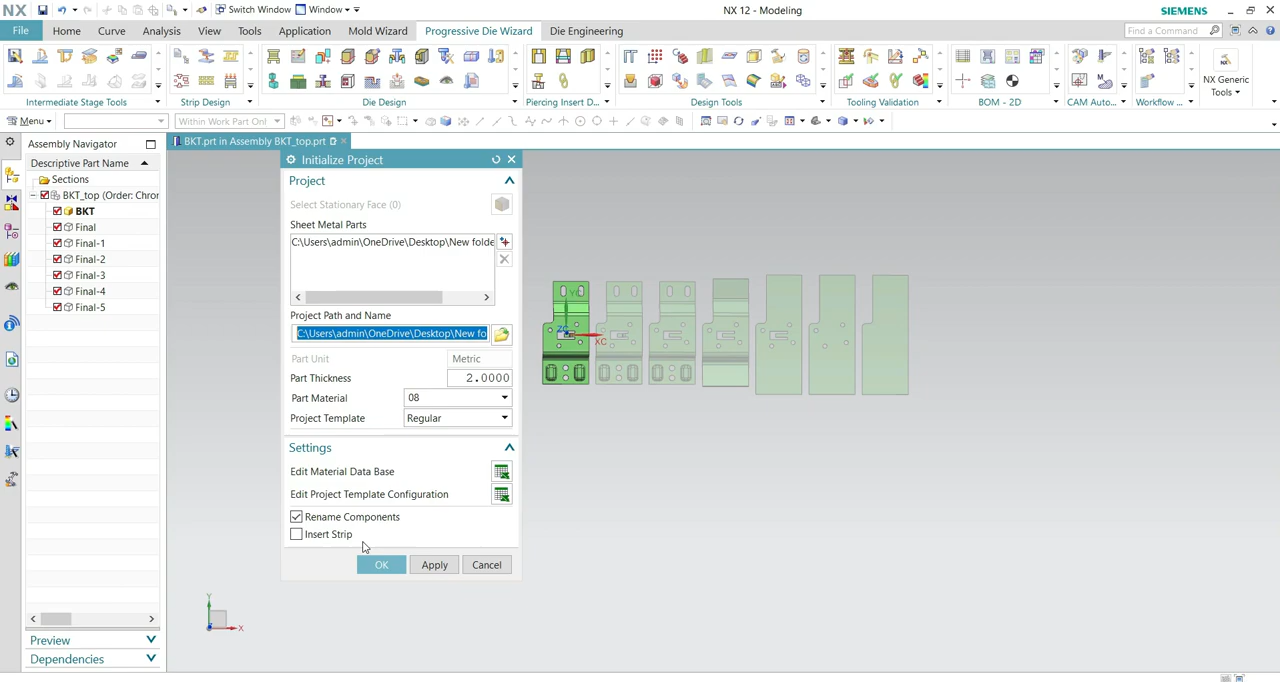 NX
Switch Window
Window
NX 12 - Modeling
SIEMENS
File
Home
Curve
Analysis
View
Tools
Application
Mold Wizard
Progressive Die Wizard
Die Engineering
Find a Command
Intermediate Stage Tools
Strip Design
Die Design
Piercing Insert D...
Design Tools
Tooling Validation
BOM - 2D
CAM Auto...
Workflow ...
NX Generic
Tools
Menu
Within Work Part Onl
Assembly Navigator
BKT.prt in Assembly BKT_top.prt
Descriptive Part Name
Sections
BKT_top (Order: Chror
BKT
Final
Final-1
Final-2
Final-3
Final-4
Final-5
Initialize Project
Project
Select Stationary Face (0)
Sheet Metal Parts
C:\Users\admin\OneDrive\Desktop\New folde
Project Path and Name
C:\Users\admin\OneDrive\Desktop\New fo
Part Unit
Metric
Part Thickness
2.0000
Part Material
08
Project Template
Regular
Settings
Edit Material Data Base
Edit Project Template Configuration
Rename Components
Insert Strip
OK
Apply
Cancel
YC
ZC
XC
Y
X
Preview
Dependencies